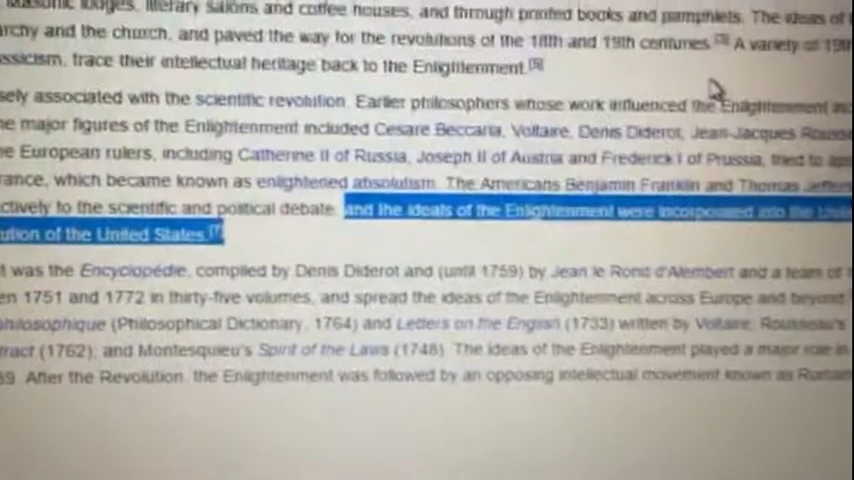 lodges, literary salons and coffee houses, and through printed books and pamphlets. The ideas of
archy and the church, and paved the way for the revolutions of the 18th and 19th centuries. A variety of 19th
ssicism, trace their intellectual heritage back to the Enlightenment.
sely associated with the scientific revolution. Earlier philosophers whose work influenced the Enlightenment inc
e major figures of the Enlightenment included Cesare Beccaria, Voltaire, Denis Diderot, Jean-Jacques Rousse
e European rulers, including Catherine II of Russia, Joseph II of Austria and Frederick I of Prussia, tried to
rance, which became known as enlightened absolutism. The Americans Benjamin Franklin and Thomas Jeffers
ctively to the scientific and political debate, and the ideals of the Enlightenment were incorporated into the
ution of the United States.[7]
t was the Encyclopédie, compiled by Denis Diderot and (until 1759) by Jean le Rond d'Alembert and a team of
en 1751 and 1772 in thirty-five volumes, and spread the ideas of the Enlightenment across Europe and beyond.
philosophique (Philosophical Dictionary, 1764) and Letters on the English (1733) written by Voltaire; Rousseau's
tract (1762); and Montesquieu's Spirit of the Laws (1748). The ideas of the Enlightenment played a major role in
89. After the Revolution, the Enlightenment was followed by an opposing intellectual movement known as Roman